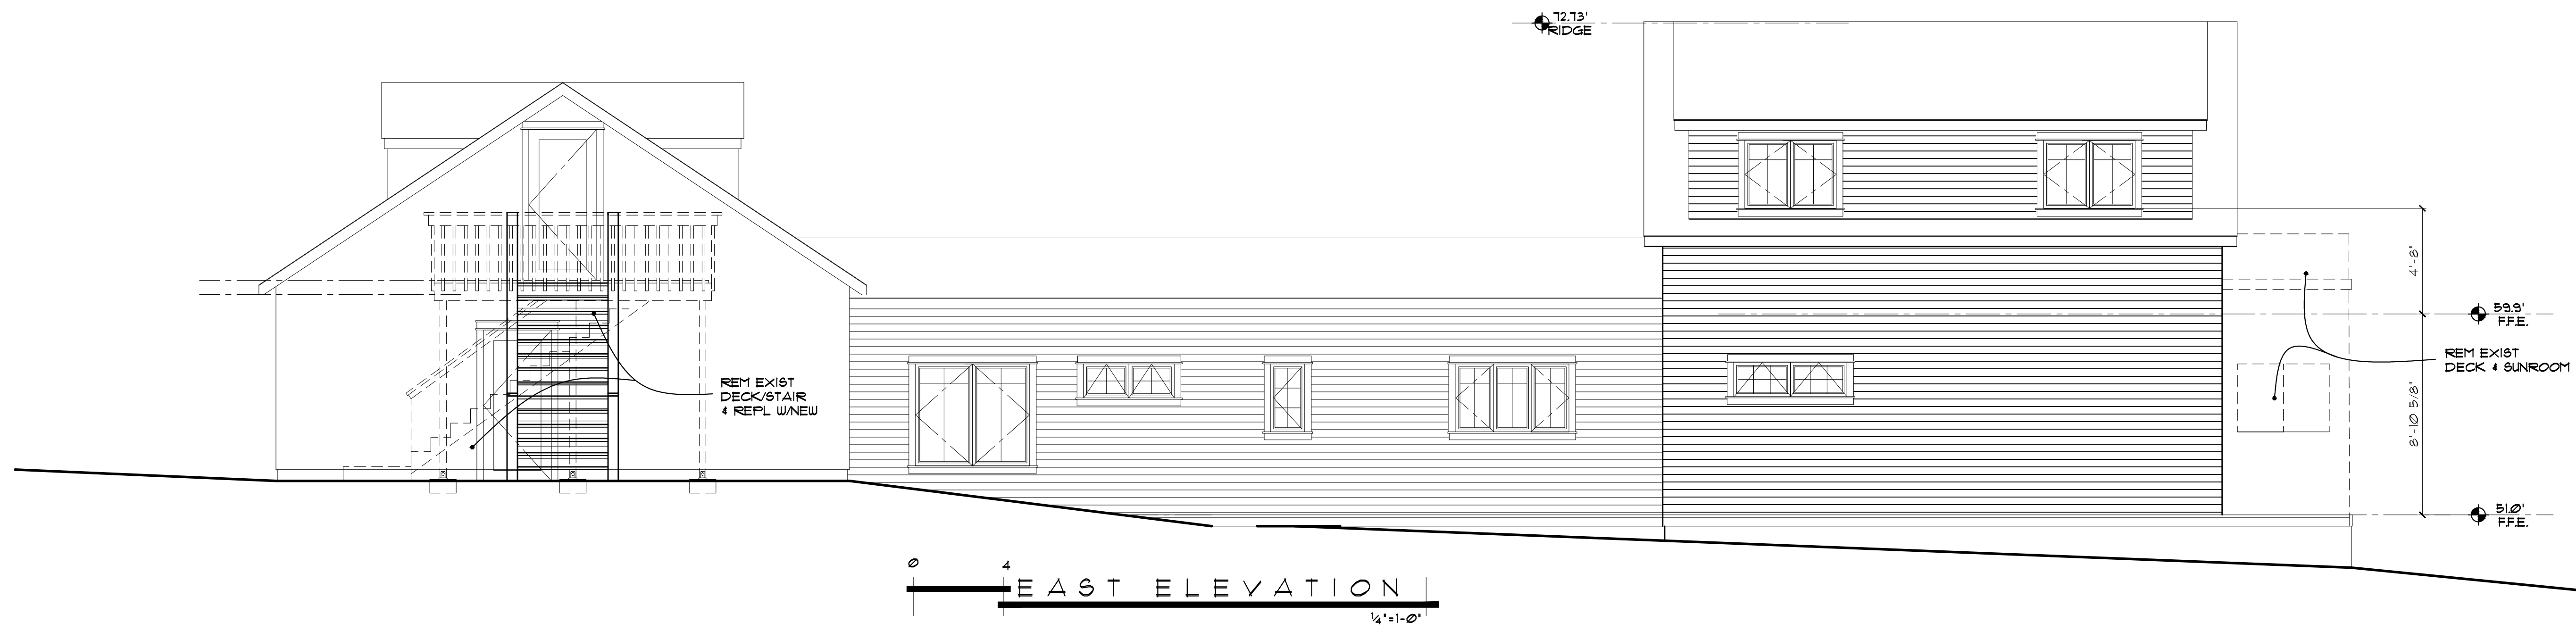 72.73'
RIDGE
4'-8"
59.9'
F.F.E.
REM EXIST
DECK & SUNROOM
REM EXIST
DECK/STAIR
& REPL W/NEW
8'-10 5/8"
51.0'
F.F.E.
0 4
EAST ELEVATION
1/4"=1-0"